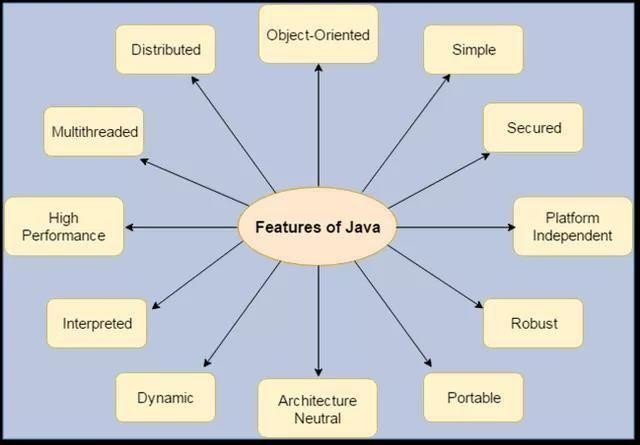 Object-Oriented
Distributed
Simple
Multithreaded
Secured
High
Performance
Features of Java
Platform
Independent
Interpreted
Robust
Dynamic
Architecture
Neutral
Portable